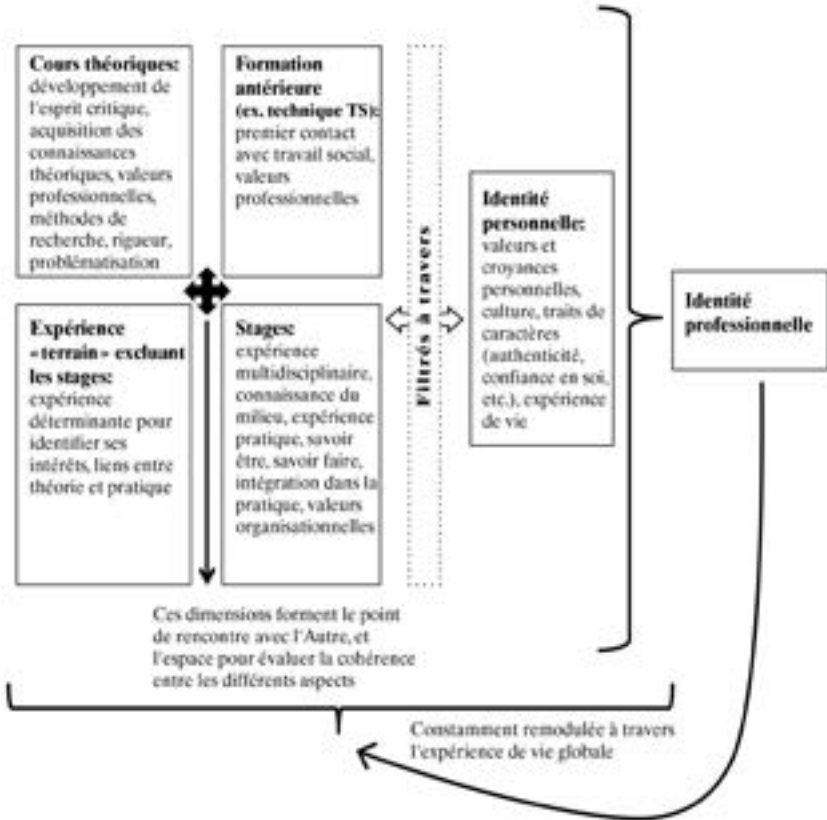 Cours théoriques:
développement de
l'esprit critique,
acquisition des
connaissances
théoriques, valeurs
professionnelles,
méthodes de
recherche, rigueur,
problématisation
Formation
antérieure
(ex. technique TS):
premier contact
avec travail social,
valeurs
professionnelles
Expérience
«terrain» excluant
les stages:
expérience
déterminante pour
identifier ses
intérêts, liens entre
théorie et pratique
Stages:
expérience
multidisciplinaire,
connaissance du
milieu, expérience
pratique, savoir
être, savoir faire,
intégration dans la
pratique, valeurs
organisationnelles
Filtrés à travers
Identité
personnelle:
valeurs et
croyances
personnelles,
culture, traits de
caractères
(authenticité,
confiance en soi,
etc.), expérience
de vie
Identité
professionnelle
Ces dimensions forment le point
de rencontre avec l'Autre, et
l'espace pour évaluer la cohérence
entre les différents aspects
Constamment remodulée à travers
l'expérience de vie globale